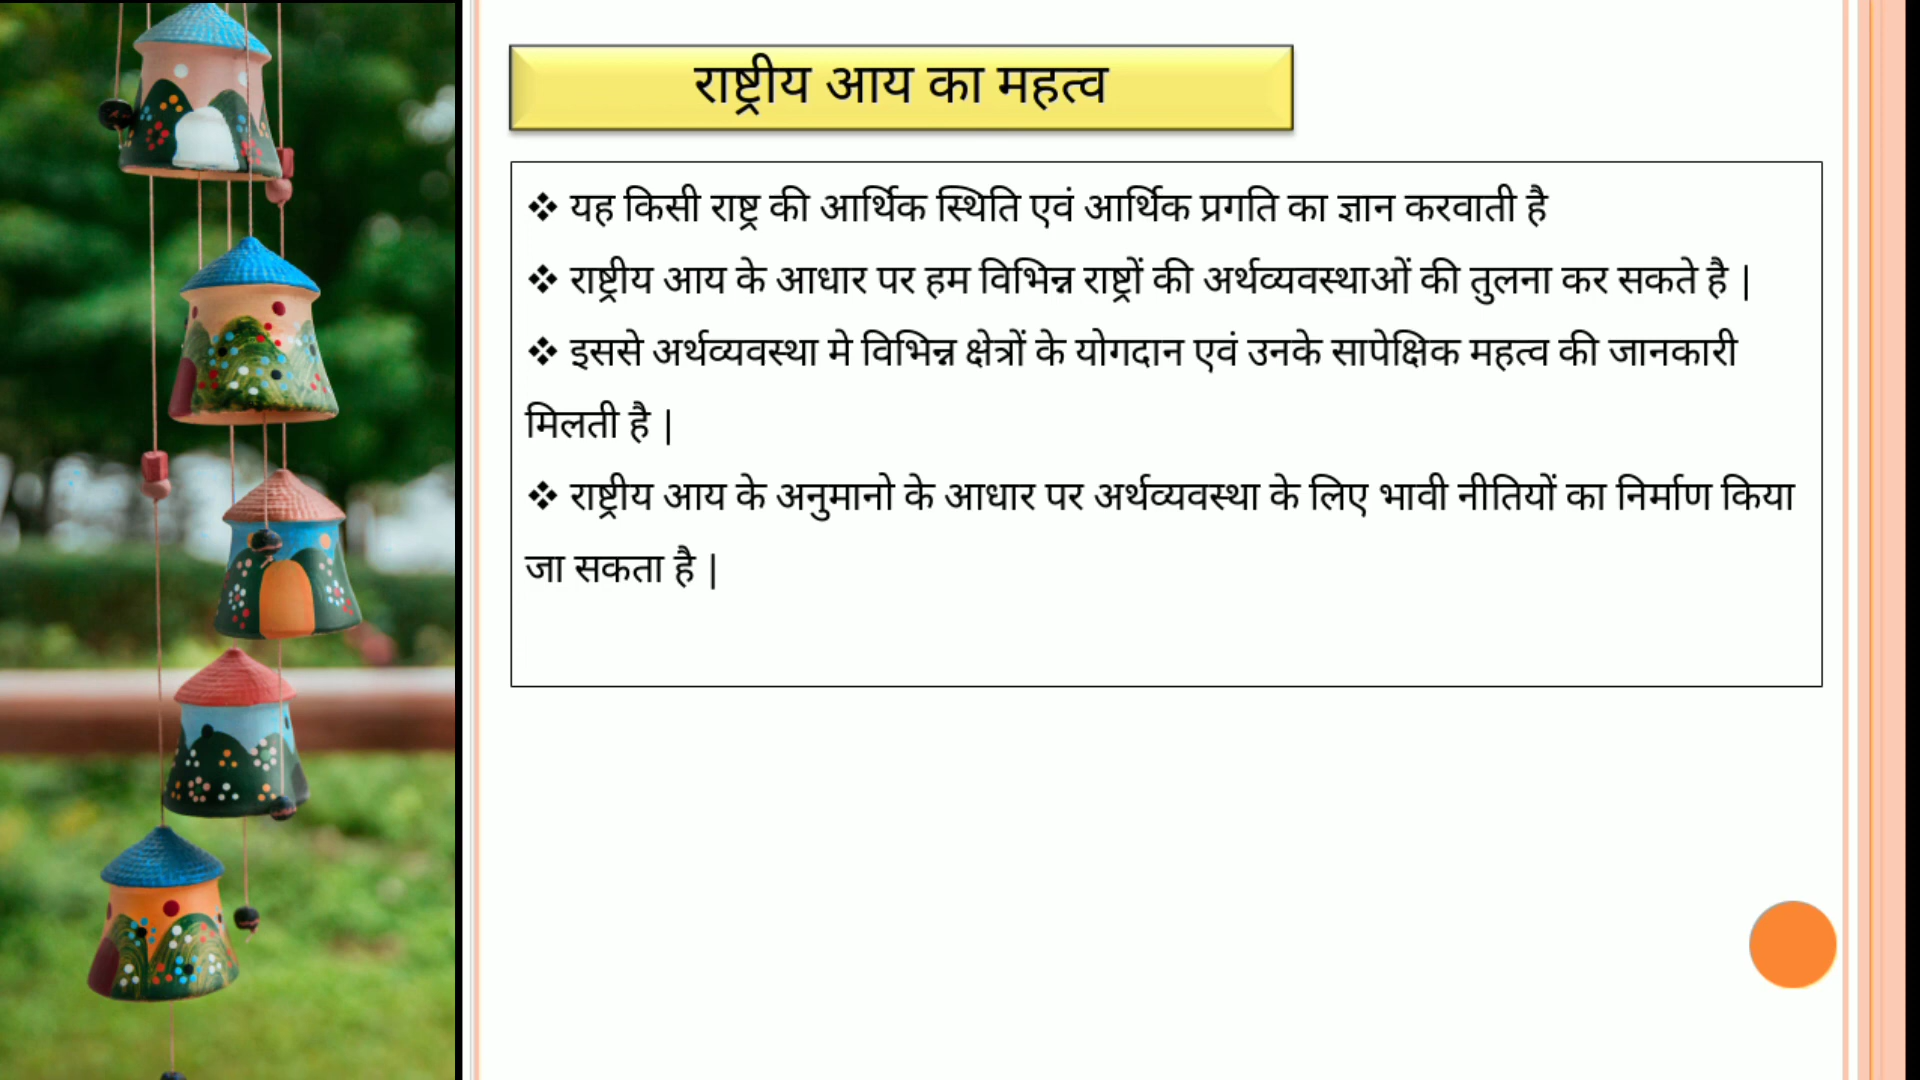 राष्ट्रीय आय का महत्व
❖ यह किसी राष्ट्र की आर्थिक स्थिति एवं आर्थिक प्रगति का ज्ञान करवाती है
❖ राष्ट्रीय आय के आधार पर हम विभिन्न राष्ट्रों की अर्थव्यवस्थाओं की तुलना कर सकते है |
❖ इससे अर्थव्यवस्था मे विभिन्न क्षेत्रों के योगदान एवं उनके सापेक्षिक महत्व की जानकारी
मिलती है |
❖ राष्ट्रीय आय के अनुमानो के आधार पर अर्थव्यवस्था के लिए भावी नीतियों का निर्माण किया
जा सकता है |